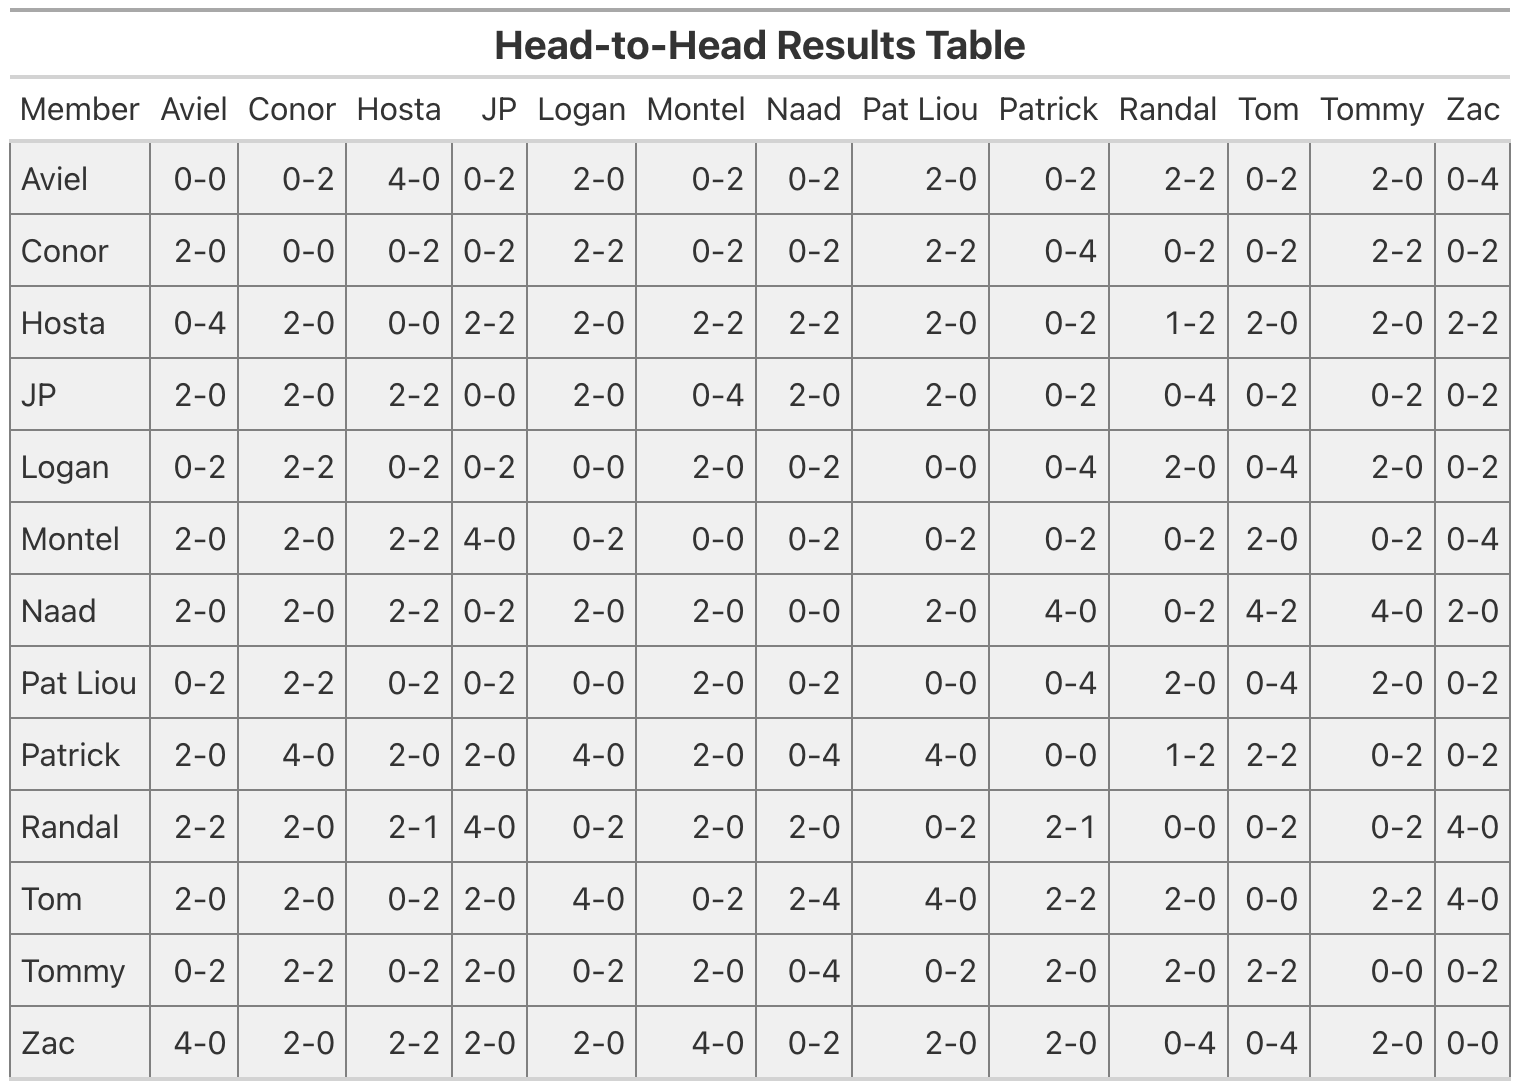 Head-to-Head Results Table
Member Aviel Conor Hosta JP Logan Montel Naad Pat Liou Patrick Randal Tom Tommy Zac
Aviel 0-0 0-2 4-0 0-2 2-0 0-2 0-2 2-0 0-2 2-2 0-2 2-0 0-4
Conor 2-0 0-0 0-2 0-2 2-2 0-2 0-2 2-2 0-4 0-2 0-2 2-2 0-2
Hosta 0-4 2-0 0-0 2-2 2-0 2-2 2-2 2-0 0-2 1-2 2-0 2-0 2-2
JP 2-0 2-0 2-2 0-0 2-0 0-4 2-0 2-0 0-2 0-4 0-2 0-2 0-2
Logan 0-2 2-2 0-2 0-2 0-0 2-0 0-2 0-0 0-4 2-0 0-4 2-0 0-2
Montel 2-0 2-0 2-2 4-0 0-2 0-0 0-2 0-2 0-2 0-2 2-0 0-2 0-4
Naad 2-0 2-0 2-2 0-2 2-0 2-0 0-0 2-0 4-0 0-2 4-2 4-0 2-0
Pat Liou 0-2 2-2 0-2 0-2 0-0 2-0 0-2 0-0 0-4 2-0 0-4 2-0 0-2
Patrick 2-0 4-0 2-0 2-0 4-0 2-0 0-4 4-0 0-0 1-2 2-2 0-2 0-2
Randal 2-2 2-0 2-1 4-0 0-2 2-0 2-0 0-2 2-1 0-0 0-2 0-2 4-0
Tom 2-0 2-0 0-2 2-0 4-0 0-2 2-4 4-0 2-2 2-0 0-0 2-2 4-0
Tommy 0-2 2-2 0-2 2-0 0-2 2-0 0-4 0-2 2-0 2-0 2-2 0-0 0-2
Zac 4-0 2-0 2-2 2-0 2-0 4-0 0-2 2-0 2-0 0-4 0-4 2-0 0-0